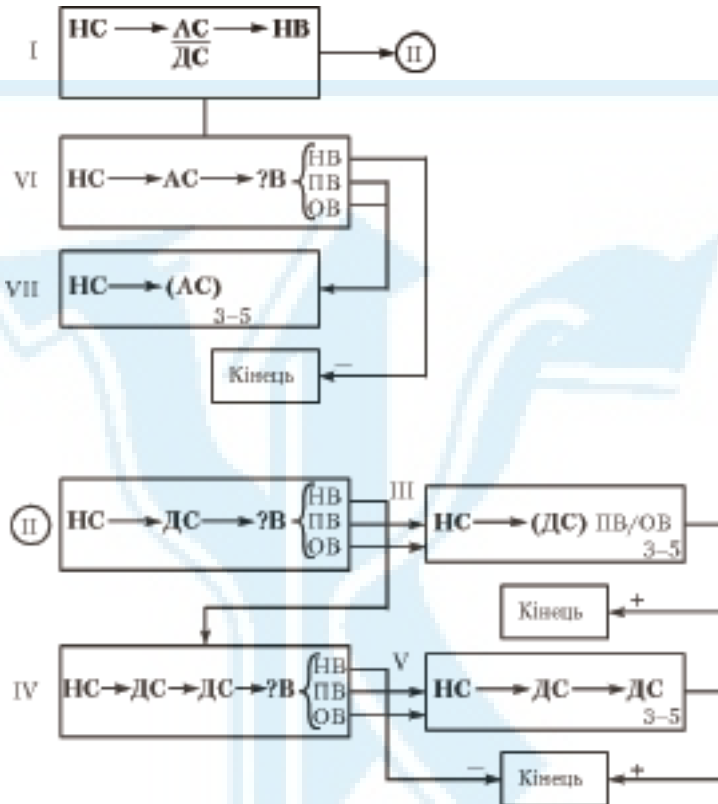 I
НС АС НВ
ДС
II
VI
НС АС ?В НВ
ПВ
ОВ
VII
НС (АС)
3–5
Кінець –
II
НС ДС ?В НВ
ПВ
ОВ
III
НС (ДС) ПВ/ОВ
3–5
Кінець +
IV
НС ДС ДС ?В НВ
ПВ
ОВ
V
НС ДС ДС
3–5
– Кінець +